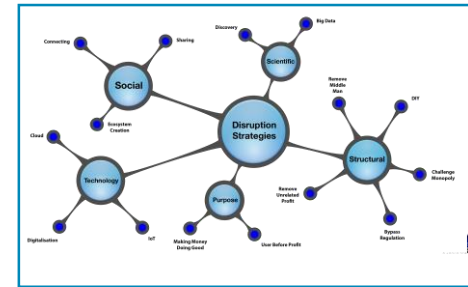 Big Data
Discovery
Sharing
Connecting
Scientific
Social
Remove
Middle
Man
DIY
Ecosystem
Creation
Disruption
Strategies
Cloud
Structural
Technology
Challenge
Monopoly
Purpose
Remove
Unrelated
Profit
Digitalisation
IoT
Making Money
Doing Good
User Before Profit
Bypass
Regulation